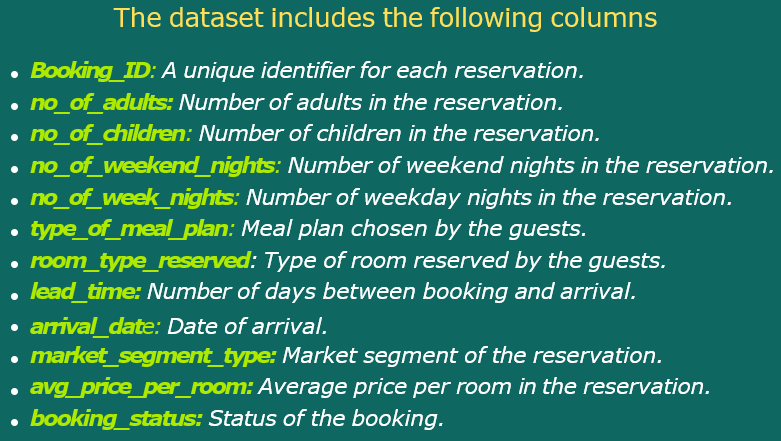 The dataset includes the following columns
• Booking_ID: A unique identifier for each reservation.
• no_of_adults: Number of adults in the reservation.
• no_of_children: Number of children in the reservation.
• no_of_weekend_nights: Number of weekend nights in the reservation.
• no_of_week_nights: Number of weekday nights in the reservation.
• type_of_meal_plan: Meal plan chosen by the guests.
• room_type_reserved: Type of room reserved by the guests.
• lead_time: Number of days between booking and arrival.
• arrival_date: Date of arrival.
• market_segment_type: Market segment of the reservation.
• avg_price_per_room: Average price per room in the reservation.
• booking_status: Status of the booking.